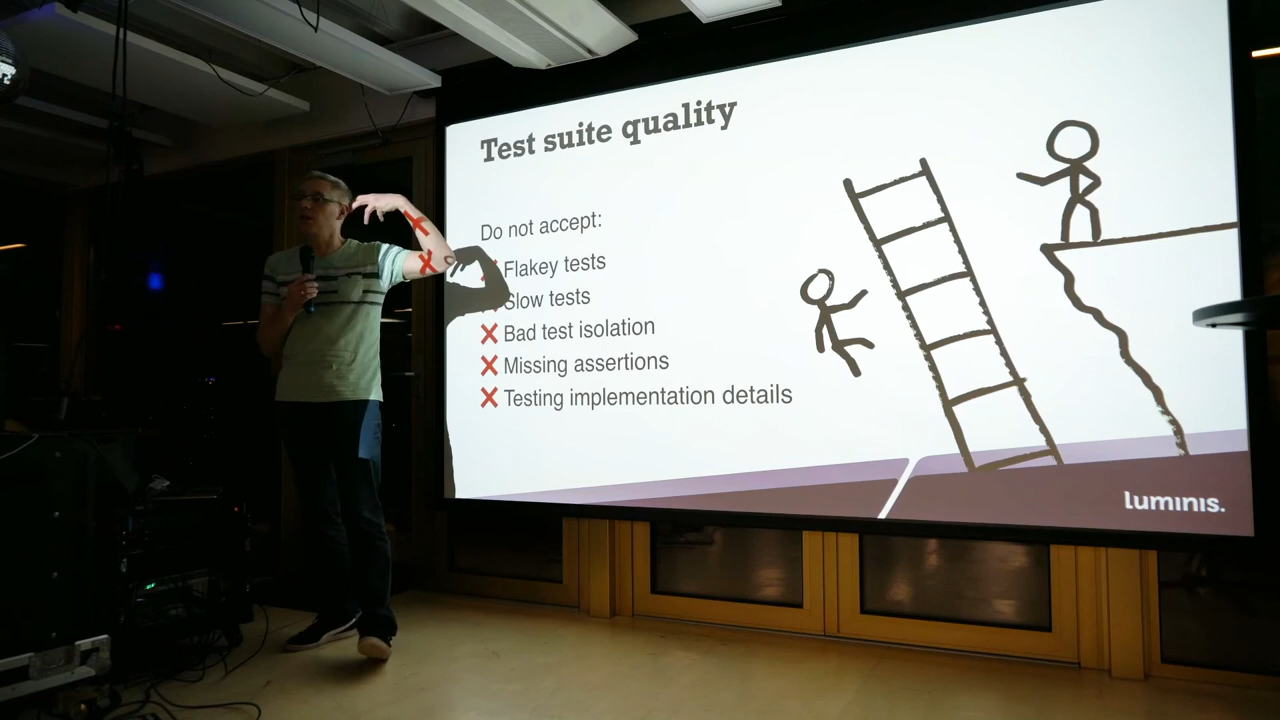 Test suite quality
Do not accept:
Flakey tests
Slow tests
Bad test isolation
Missing assertions
Testing implementation details
luminis.